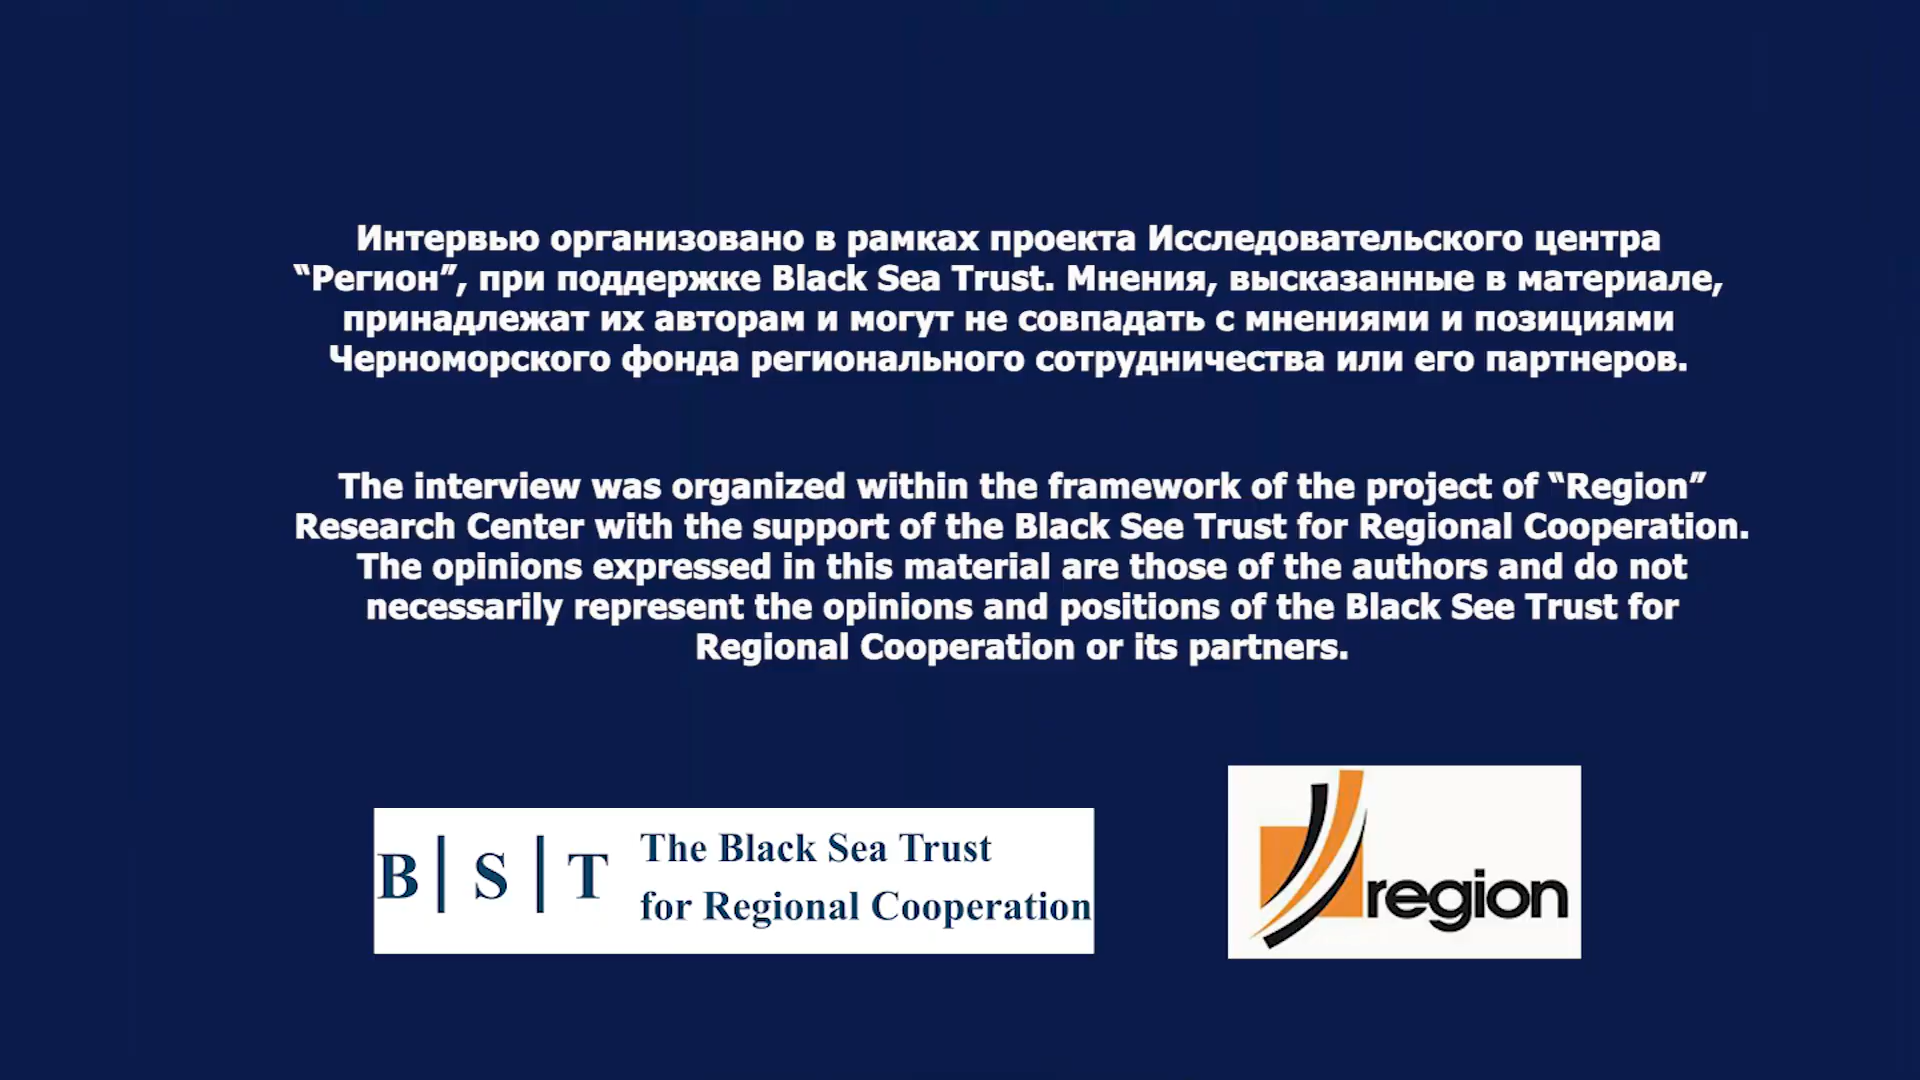 Интервью организовано в рамках проекта Исследовательского центра
“Регион”, при поддержке Black Sea Trust. Мнения, высказанные в материале,
принадлежат их авторам и могут не совпадать с мнениями и позициями
Черноморского фонда регионального сотрудничества или его партнеров.
The interview was organized within the framework of the project of “Region”
Research Center with the support of the Black See Trust for Regional Cooperation.
The opinions expressed in this material are those of the authors and do not
necessarily represent the opinions and positions of the Black See Trust for
Regional Cooperation or its partners.
B | S | T
The Black Sea Trust
for Regional Cooperation
region